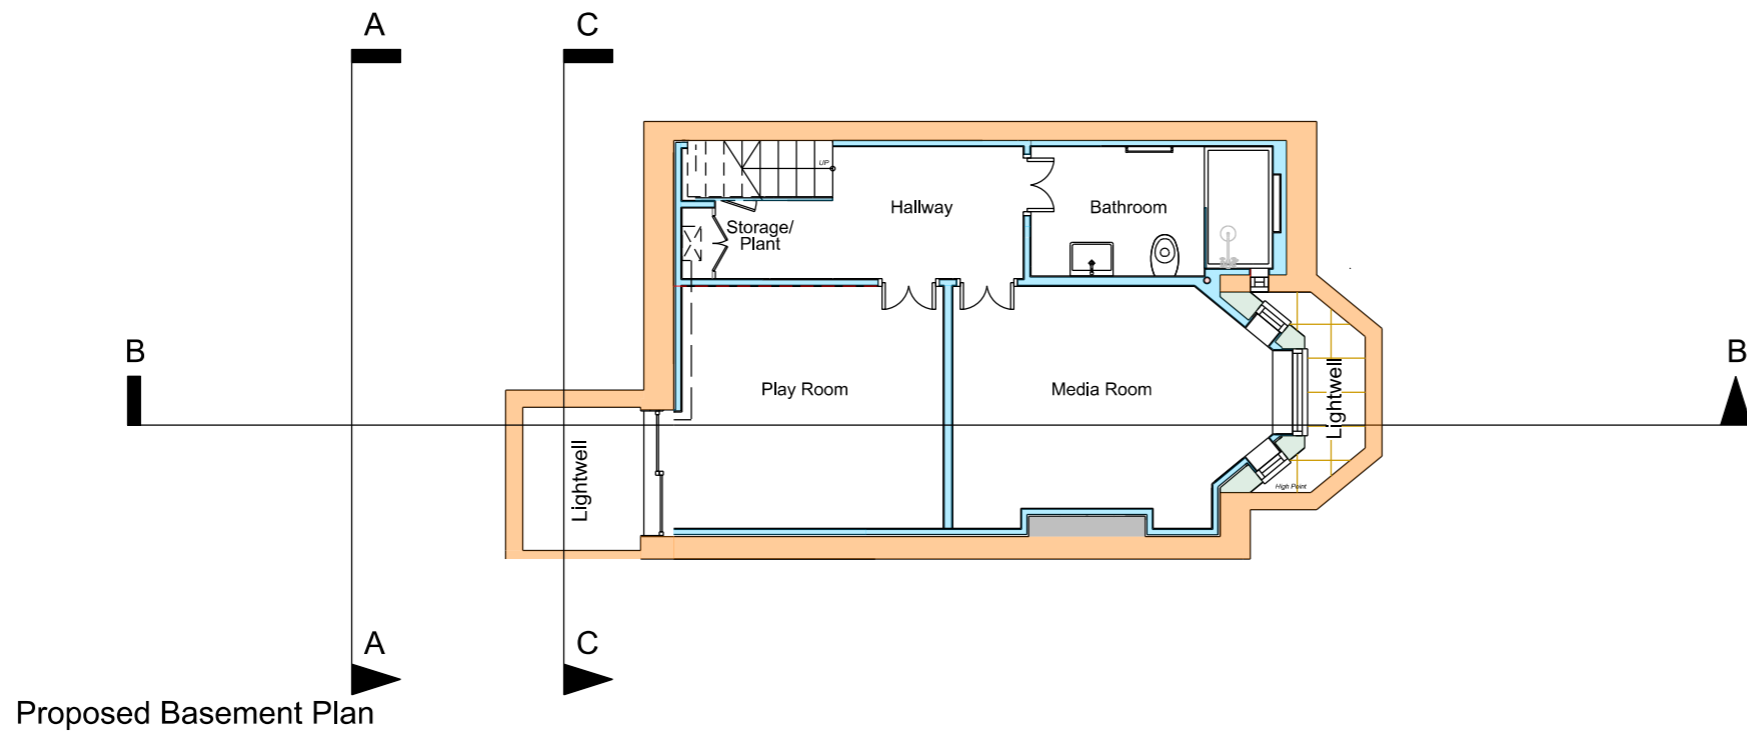 A
C
UP
Hallway
Bathroom
Storage/
Plant
B
B
Play Room
Media Room
Lightwell
Lightwell
High Point
A
C
Proposed Basement Plan